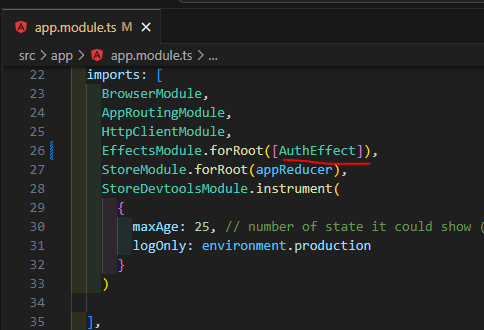 app.module.ts M ×
src > app > app.module.ts > ...
22 imports: [
23 BrowserModule,
24 AppRoutingModule,
25 HttpClientModule,
26 EffectsModule.forRoot([AuthEffect]),
27 StoreModule.forRoot(appReducer),
28 StoreDevtoolsModule.instrument(
29 {
30 maxAge: 25, // number of state it could show (
31 logOnly: environment.production
32 }
33 )
34
35 ],